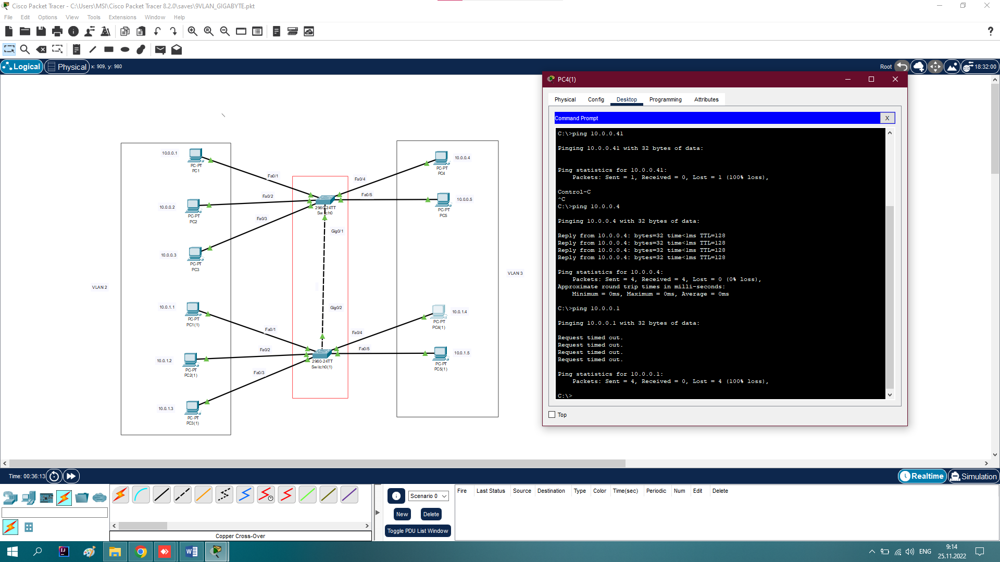 Cisco Packet Tracer - C:\Users\MSI\Cisco Packet Tracer 8.2.0\saves\9VLAN_GIGABYTE.pkt
File Edit Options View Tools Extensions Window Help
?
Logical Physical x: 909, y: 980
Root 18:32:00
10.0.0.1
PC-PT
PC1
10.0.0.2
PC-PT
PC2
10.0.0.3
PC-PT
PC3
VLAN 2
10.0.1.1
PC-PT
PC1(1)
10.0.1.2
PC-PT
PC2(1)
10.0.1.3
PC-PT
PC3(1)
Fa0/1
Fa0/2
Fa0/3
Fa0/4
Fa0/5
2960-24TT
Switch0
Gig0/1
Gig0/2
Fa0/1
Fa0/2
Fa0/3
Fa0/4
Fa0/5
2960-24TT
Switch0(1)
10.0.0.4
PC-PT
PC4
10.0.0.5
PC-PT
PC5
VLAN 3
10.0.1.4
PC-PT
PC4(1)
10.0.1.5
PC-PT
PC5(1)
PC4(1)
Physical Config Desktop Programming Attributes
Command Prompt X
C:\>ping 10.0.0.41
Pinging 10.0.0.41 with 32 bytes of data:
Ping statistics for 10.0.0.41:
Packets: Sent = 1, Received = 0, Lost = 1 (100% loss),
Control-C
^C
C:\>ping 10.0.0.4
Pinging 10.0.0.4 with 32 bytes of data:
Reply from 10.0.0.4: bytes=32 time<1ms TTL=128
Reply from 10.0.0.4: bytes=32 time<1ms TTL=128
Reply from 10.0.0.4: bytes=32 time<1ms TTL=128
Reply from 10.0.0.4: bytes=32 time<1ms TTL=128
Ping statistics for 10.0.0.4:
Packets: Sent = 4, Received = 4, Lost = 0 (0% loss),
Approximate round trip times in milli-seconds:
Minimum = 0ms, Maximum = 0ms, Average = 0ms
C:\>ping 10.0.0.1
Pinging 10.0.0.1 with 32 bytes of data:
Request timed out.
Request timed out.
Request timed out.
Request timed out.
Ping statistics for 10.0.0.1:
Packets: Sent = 4, Received = 0, Lost = 4 (100% loss),
C:\>
Top
Time: 00:36:13
Realtime Simulation
Copper Cross-Over
Scenario 0
New Delete
Toggle PDU List Window
Fire Last Status Source Destination Type Color Time(sec) Periodic Num Edit Delete
ENG
9:14
25.11.2022